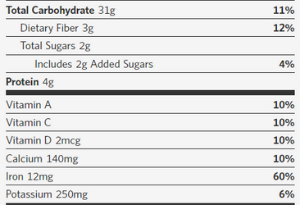 Total Carbohydrate 31g 11%
Dietary Fiber 3g 12%
Total Sugars 2g
Includes 2g Added Sugars 4%
Protein 4g
Vitamin A 10%
Vitamin C 10%
Vitamin D 2mcg 10%
Calcium 140mg 10%
Iron 12mg 60%
Potassium 250mg 6%